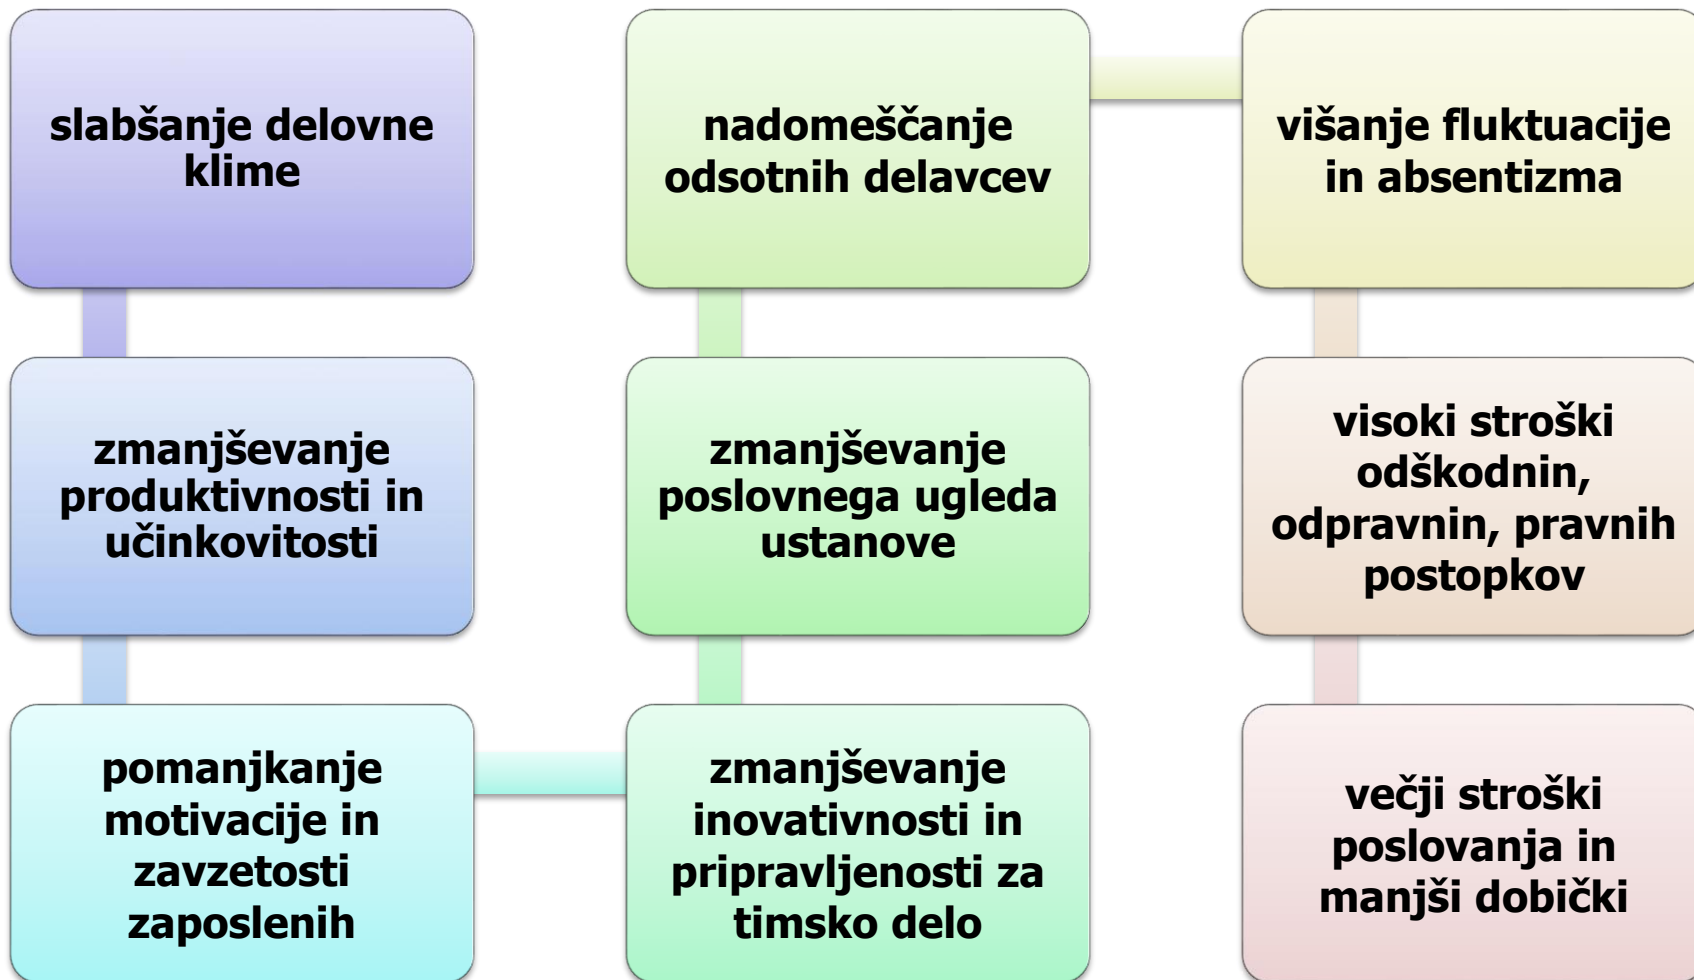 slabšanje delovne
klime
zmanjševanje
produktivnosti in
učinkovitosti
pomanjkanje
motivacije in
zavzetosti
zaposlenih
zmanjševanje
inovativnosti in
pripravljenosti za
timsko delo
zmanjševanje
poslovnega ugleda
ustanove
nadomeščanje
odsotnih delavcev
višanje fluktuacije
in absentizma
visoki stroški
odškodnin,
odpravnin, pravnih
postopkov
večji stroški
poslovanja in
manjši dobički